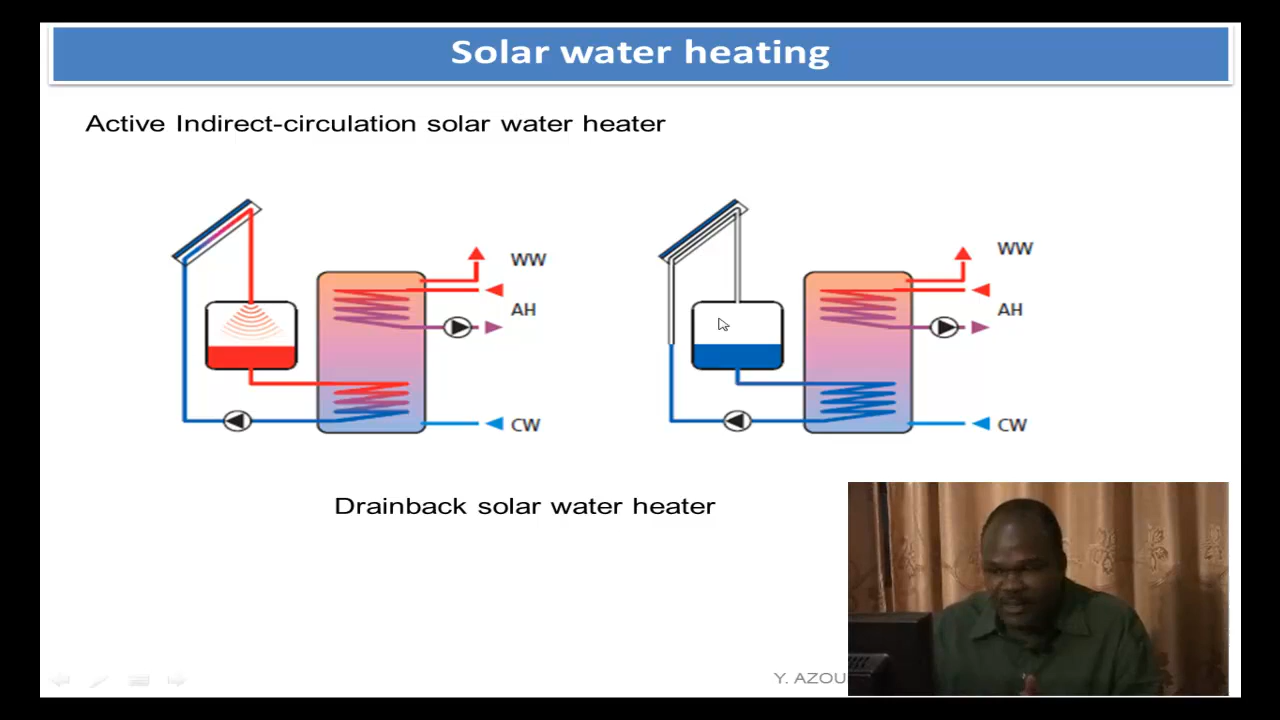 Solar water heating
Active Indirect-circulation solar water heater
WW
AH
CW
WW
AH
CW
Drainback solar water heater
Y. AZOU